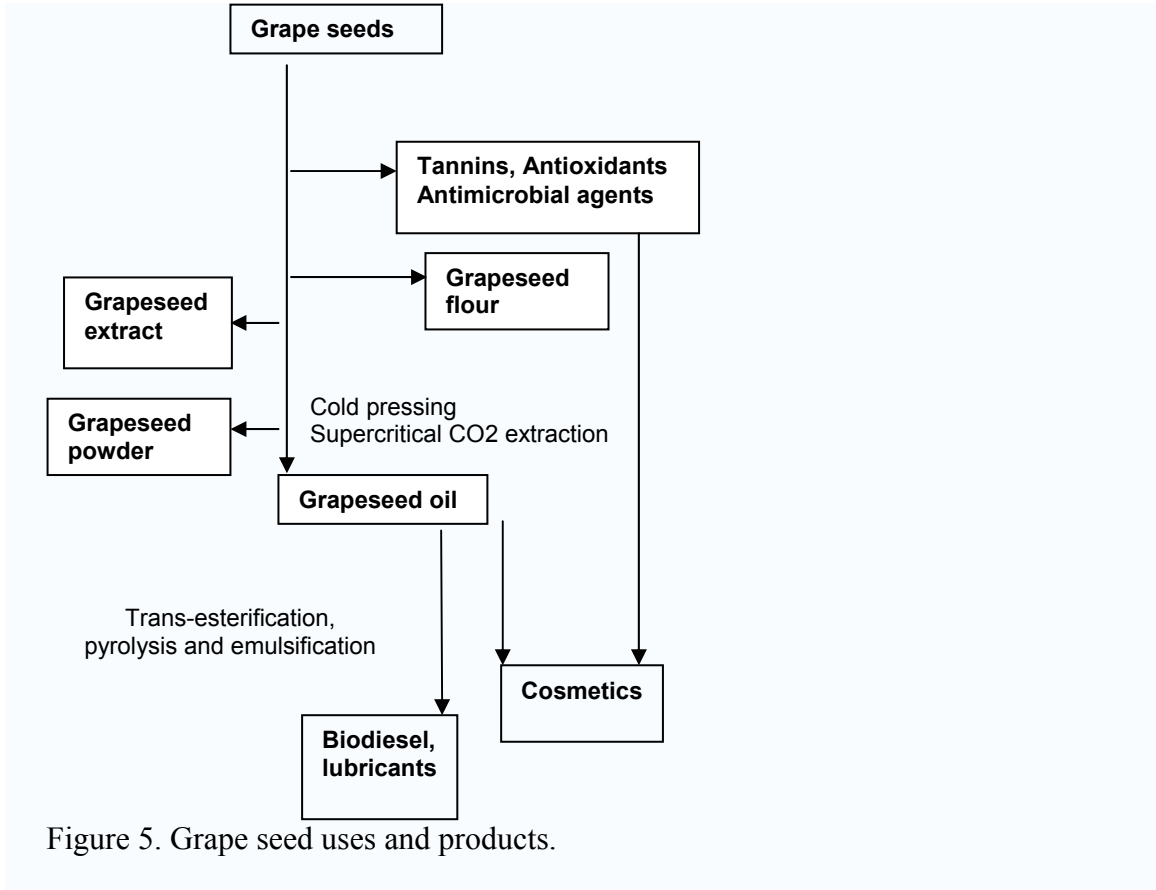 Grape seeds
Tannins, Antioxidants
Antimicrobial agents
Grapeseed
flour
Grapeseed
extract
Cold pressing
Supercritical CO2 extraction
Grapeseed
powder
Grapeseed oil
Trans-esterification,
pyrolysis and emulsification
Cosmetics
Biodiesel,
lubricants
Figure 5. Grape seed uses and products.